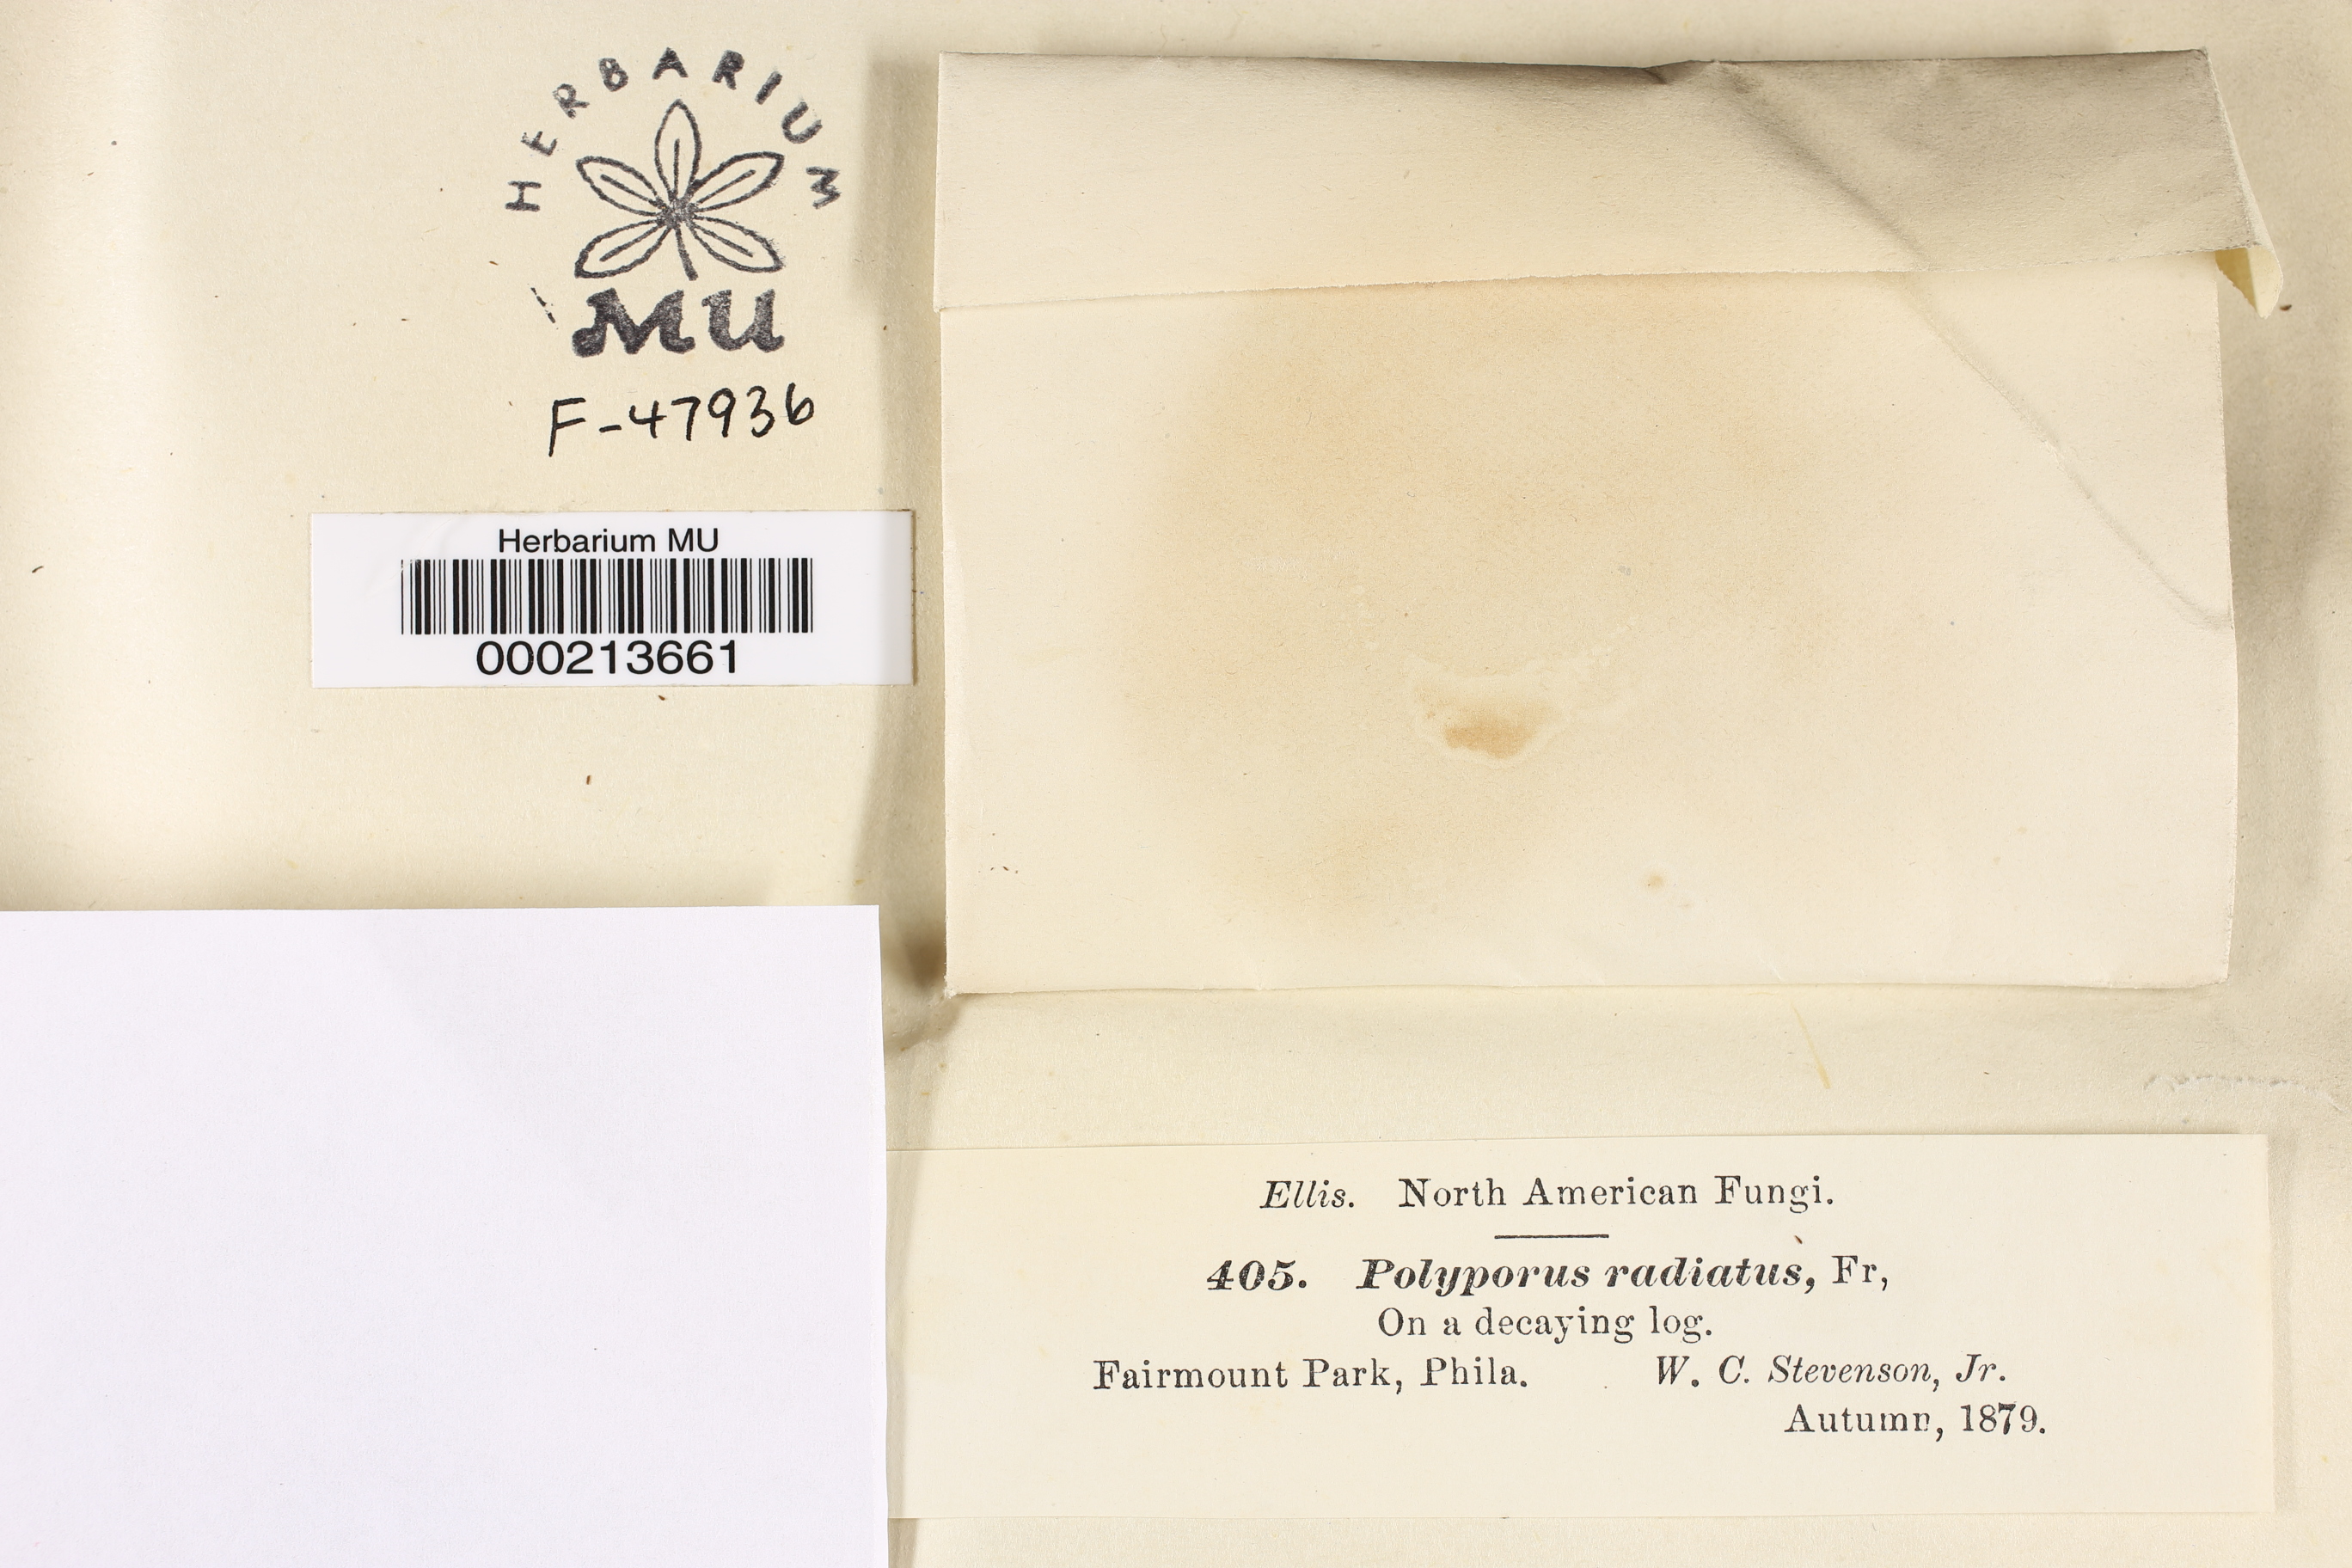 HERBARIUM
MU
F-47936
Herbarium MU
000213661
Ellis. North American Fungi.
405. Polyporus radiatus, Fr,
On a decaying log.
Fairmount Park, Phila. W. C. Stevenson, Jr.
Autumn, 1879.